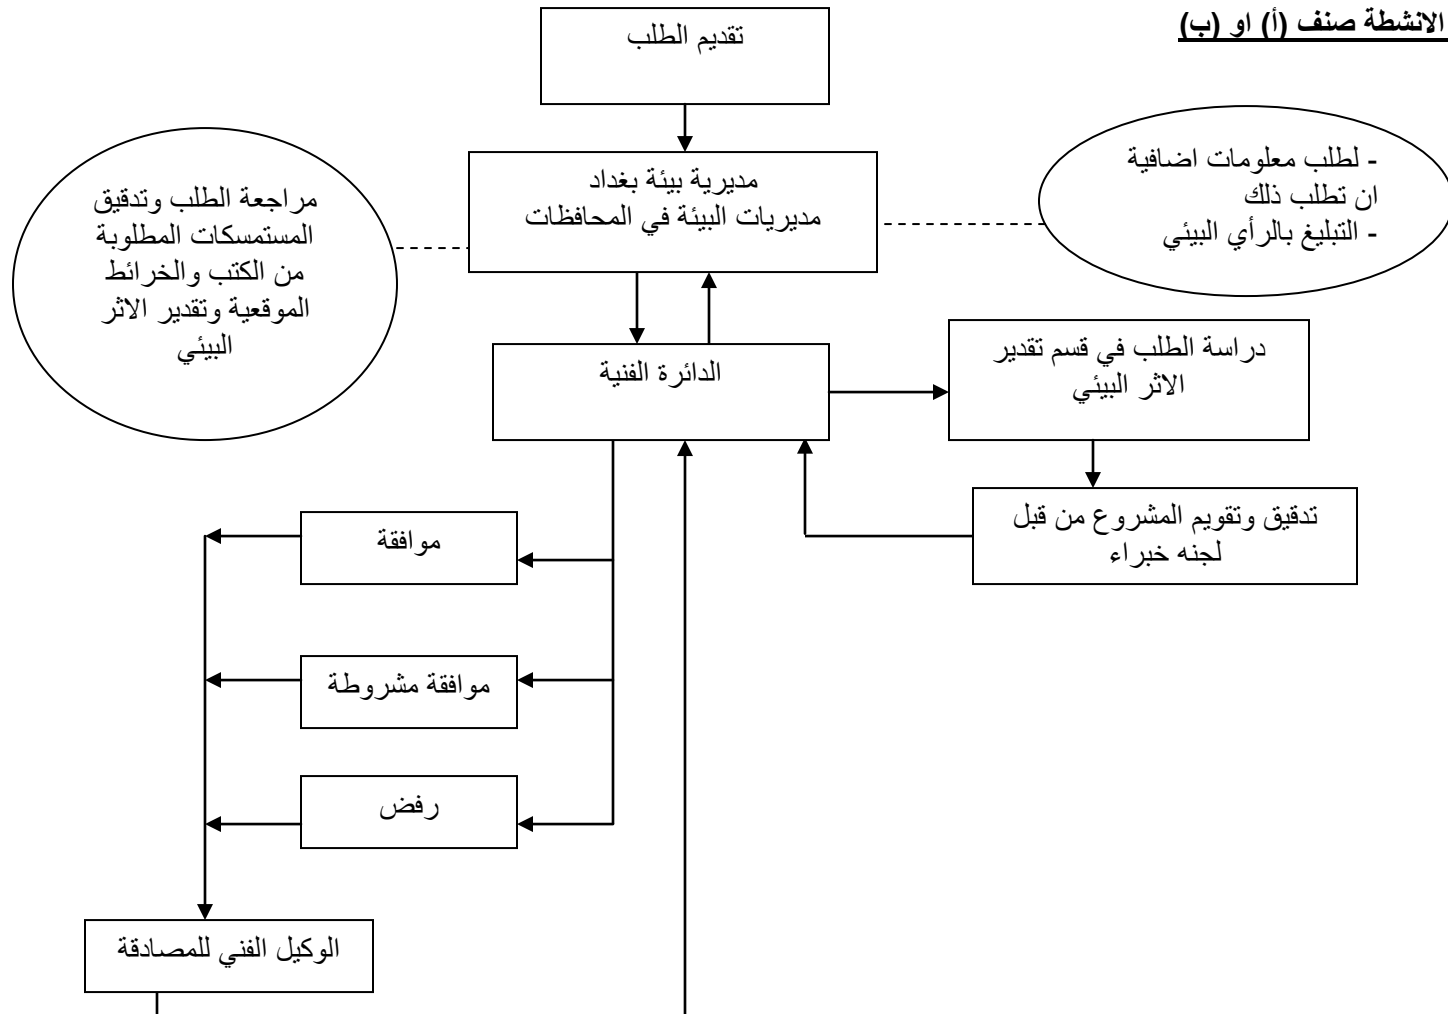 الانشطة صنف (أ) او (ب)
تقديم الطلب
مديرية بيئة بغداد
مديريات البيئة في المحافظات
- لطلب معلومات اضافية
ان تطلب ذلك
- التبليغ بالرأي البيئي
مراجعة الطلب وتدقيق
المستمسكات المطلوبة
من الكتب والخرائط
الموقعية وتقدير الاثر
البيئي
الدائرة الفنية
دراسة الطلب في قسم تقدير
الاثر البيئي
تدقيق وتقويم المشروع من قبل
لجنه خبراء
موافقة
موافقة مشروطة
رفض
الوكيل الفني للمصادقة